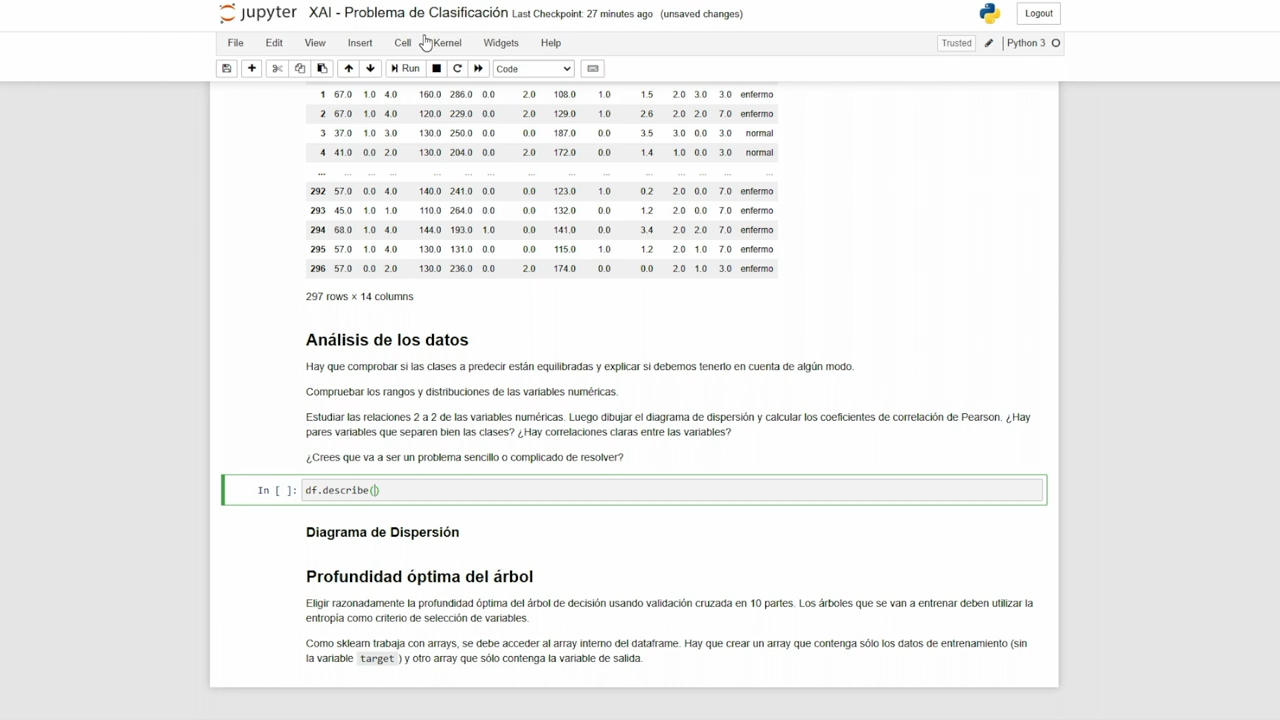 jupyter XAI - Problema de Clasificación Last Checkpoint: 27 minutes ago (unsaved changes) Logout
File Edit View Insert Cell Kernel Widgets Help Trusted Python 3
Run Code
1 67.0 1.0 4.0 160.0 286.0 0.0 2.0 108.0 1.0 1.5 2.0 3.0 3.0 enfermo
2 67.0 1.0 4.0 120.0 229.0 0.0 2.0 129.0 1.0 2.6 2.0 2.0 7.0 enfermo
3 37.0 1.0 3.0 130.0 250.0 0.0 0.0 187.0 0.0 3.5 3.0 0.0 3.0 normal
4 41.0 0.0 2.0 130.0 204.0 0.0 2.0 172.0 0.0 1.4 1.0 0.0 3.0 normal
... ... ... ... ... ... ... ... ... ... ... ... ... ... ...
292 57.0 0.0 4.0 140.0 241.0 0.0 0.0 123.0 1.0 0.2 2.0 0.0 7.0 enfermo
293 45.0 1.0 1.0 110.0 264.0 0.0 0.0 132.0 0.0 1.2 2.0 0.0 7.0 enfermo
294 68.0 1.0 4.0 144.0 193.0 1.0 0.0 141.0 0.0 3.4 2.0 2.0 7.0 enfermo
295 57.0 1.0 4.0 130.0 131.0 0.0 0.0 115.0 1.0 1.2 2.0 1.0 7.0 enfermo
296 57.0 0.0 2.0 130.0 236.0 0.0 2.0 174.0 0.0 0.0 2.0 1.0 3.0 enfermo
297 rows × 14 columns
Análisis de los datos
Hay que comprobar si las clases a predecir están equilibradas y explicar si debemos tenerlo en cuenta de algún modo.
Compruebar los rangos y distribuciones de las variables numéricas.
Estudiar las relaciones 2 a 2 de las variables numéricas. Luego dibujar el diagrama de dispersión y calcular los coeficientes de correlación de Pearson. ¿Hay
pares variables que separen bien las clases? ¿Hay correlaciones claras entre las variables?
¿Crees que va a ser un problema sencillo o complicado de resolver?
In [ ]: df.describe()
Diagrama de Dispersión
Profundidad óptima del árbol
Eligir razonadamente la profundidad óptima del árbol de decisión usando validación cruzada en 10 partes. Los árboles que se van a entrenar deben utilizar la
entropía como criterio de selección de variables.
Como sklearn trabaja con arrays, se debe acceder al array interno del dataframe. Hay que crear un array que contenga sólo los datos de entrenamiento (sin
la variable target ) y otro array que sólo contenga la variable de salida.